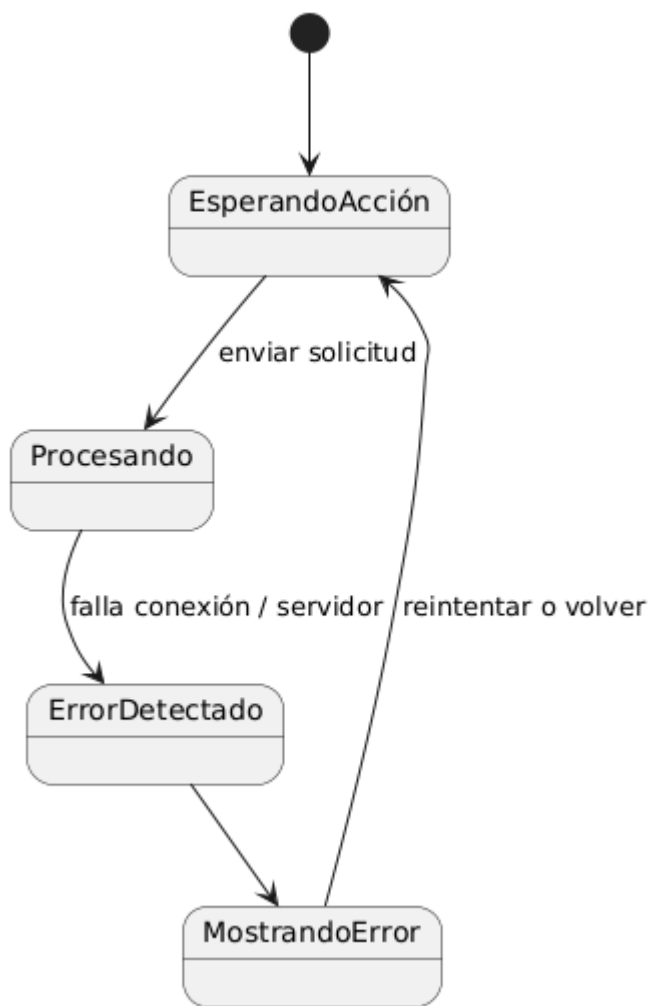 EsperandoAcción
enviar solicitud
Procesando
falla conexión / servidor
reintentar o volver
ErrorDetectado
MostrandoError